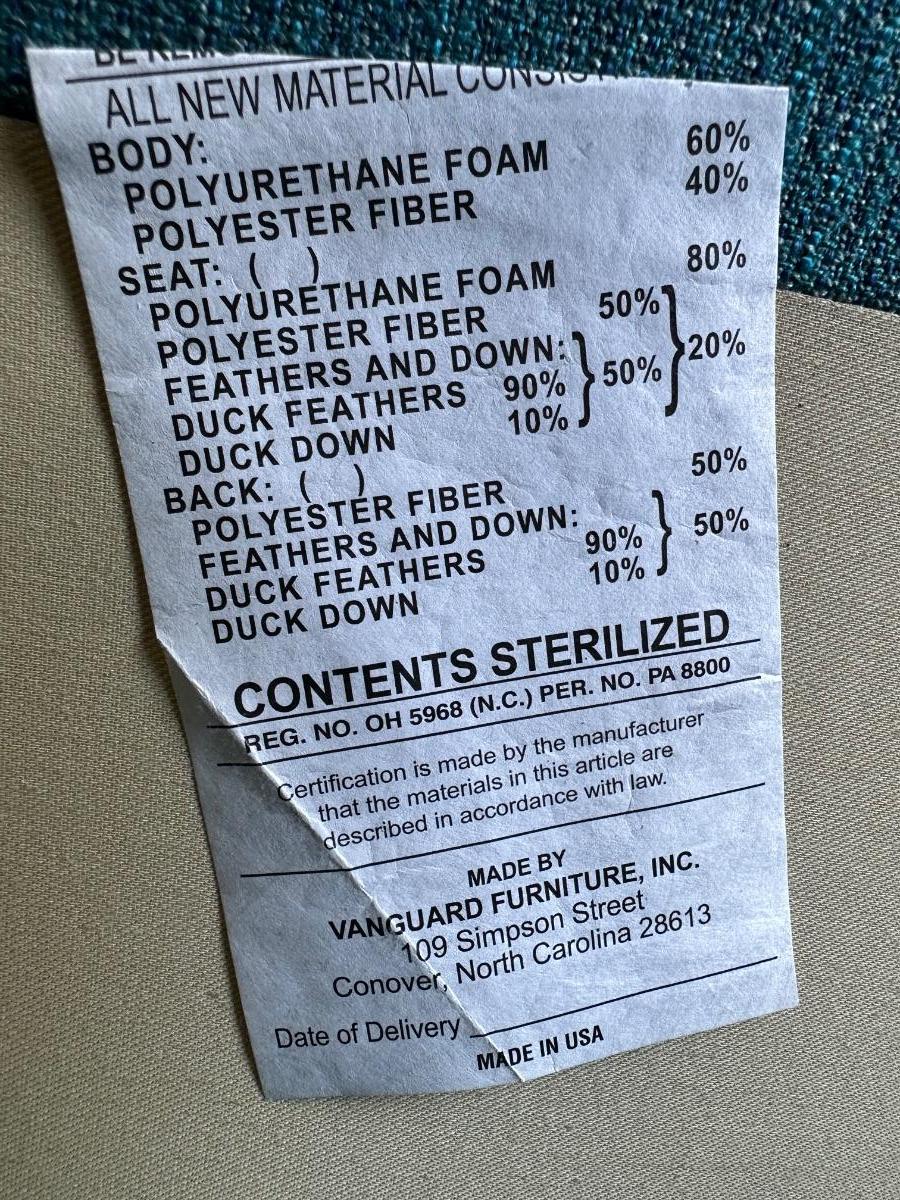 ALL NEW MATERIAL
BODY:
POLYURETHANE FOAM 60%
POLYESTER FIBER 40%
SEAT: ( )
POLYURETHANE FOAM 80%
POLYESTER FIBER 50%
FEATHERS AND DOWN: 50% 20%
DUCK FEATHERS 90%
DUCK DOWN 10%
BACK: ( )
POLYESTER FIBER 50%
FEATHERS AND DOWN: 50%
DUCK FEATHERS 90%
DUCK DOWN 10%
CONTENTS STERILIZED
REG. NO. OH 5968 (N.C.) PER. NO. PA 8800
Certification is made by the manufacturer
that the materials in this article are
described in accordance with law.
MADE BY
VANGUARD FURNITURE, INC.
109 Simpson Street
Conover, North Carolina 28613
Date of Delivery
MADE IN USA